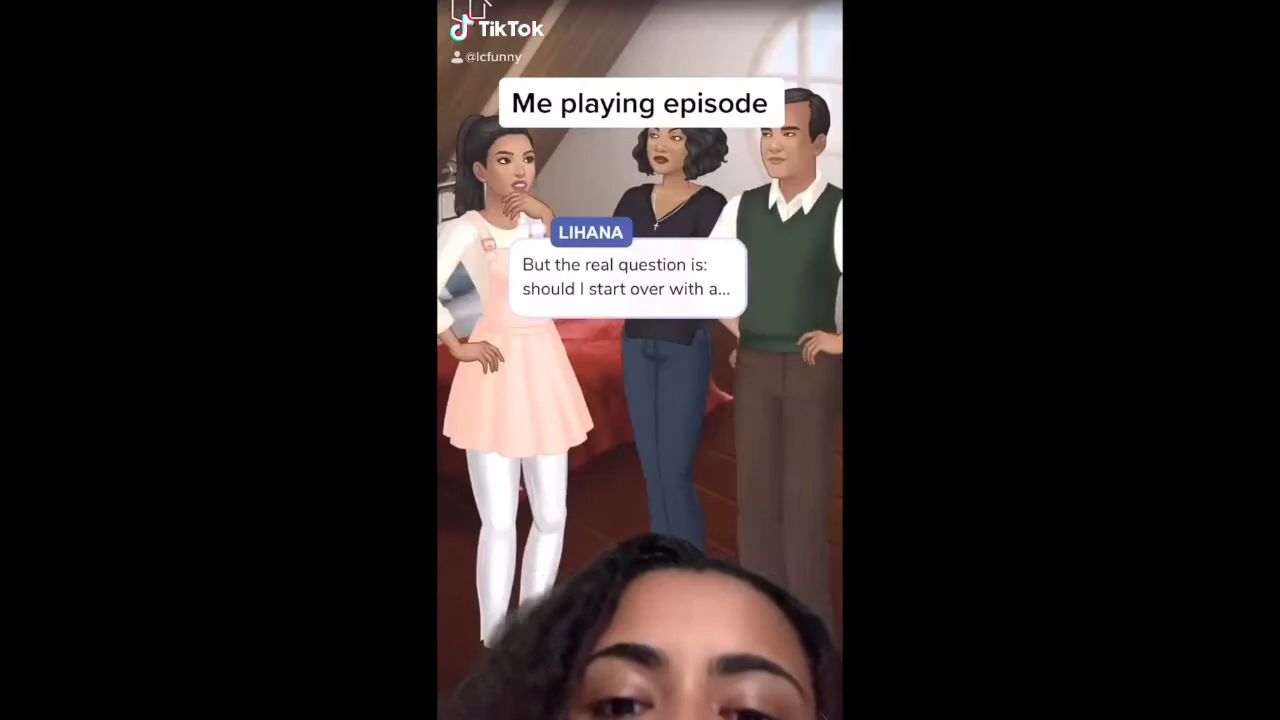 TikTok
@lcfunny
Me playing episode
LIHANA
But the real question is:
should I start over with a...